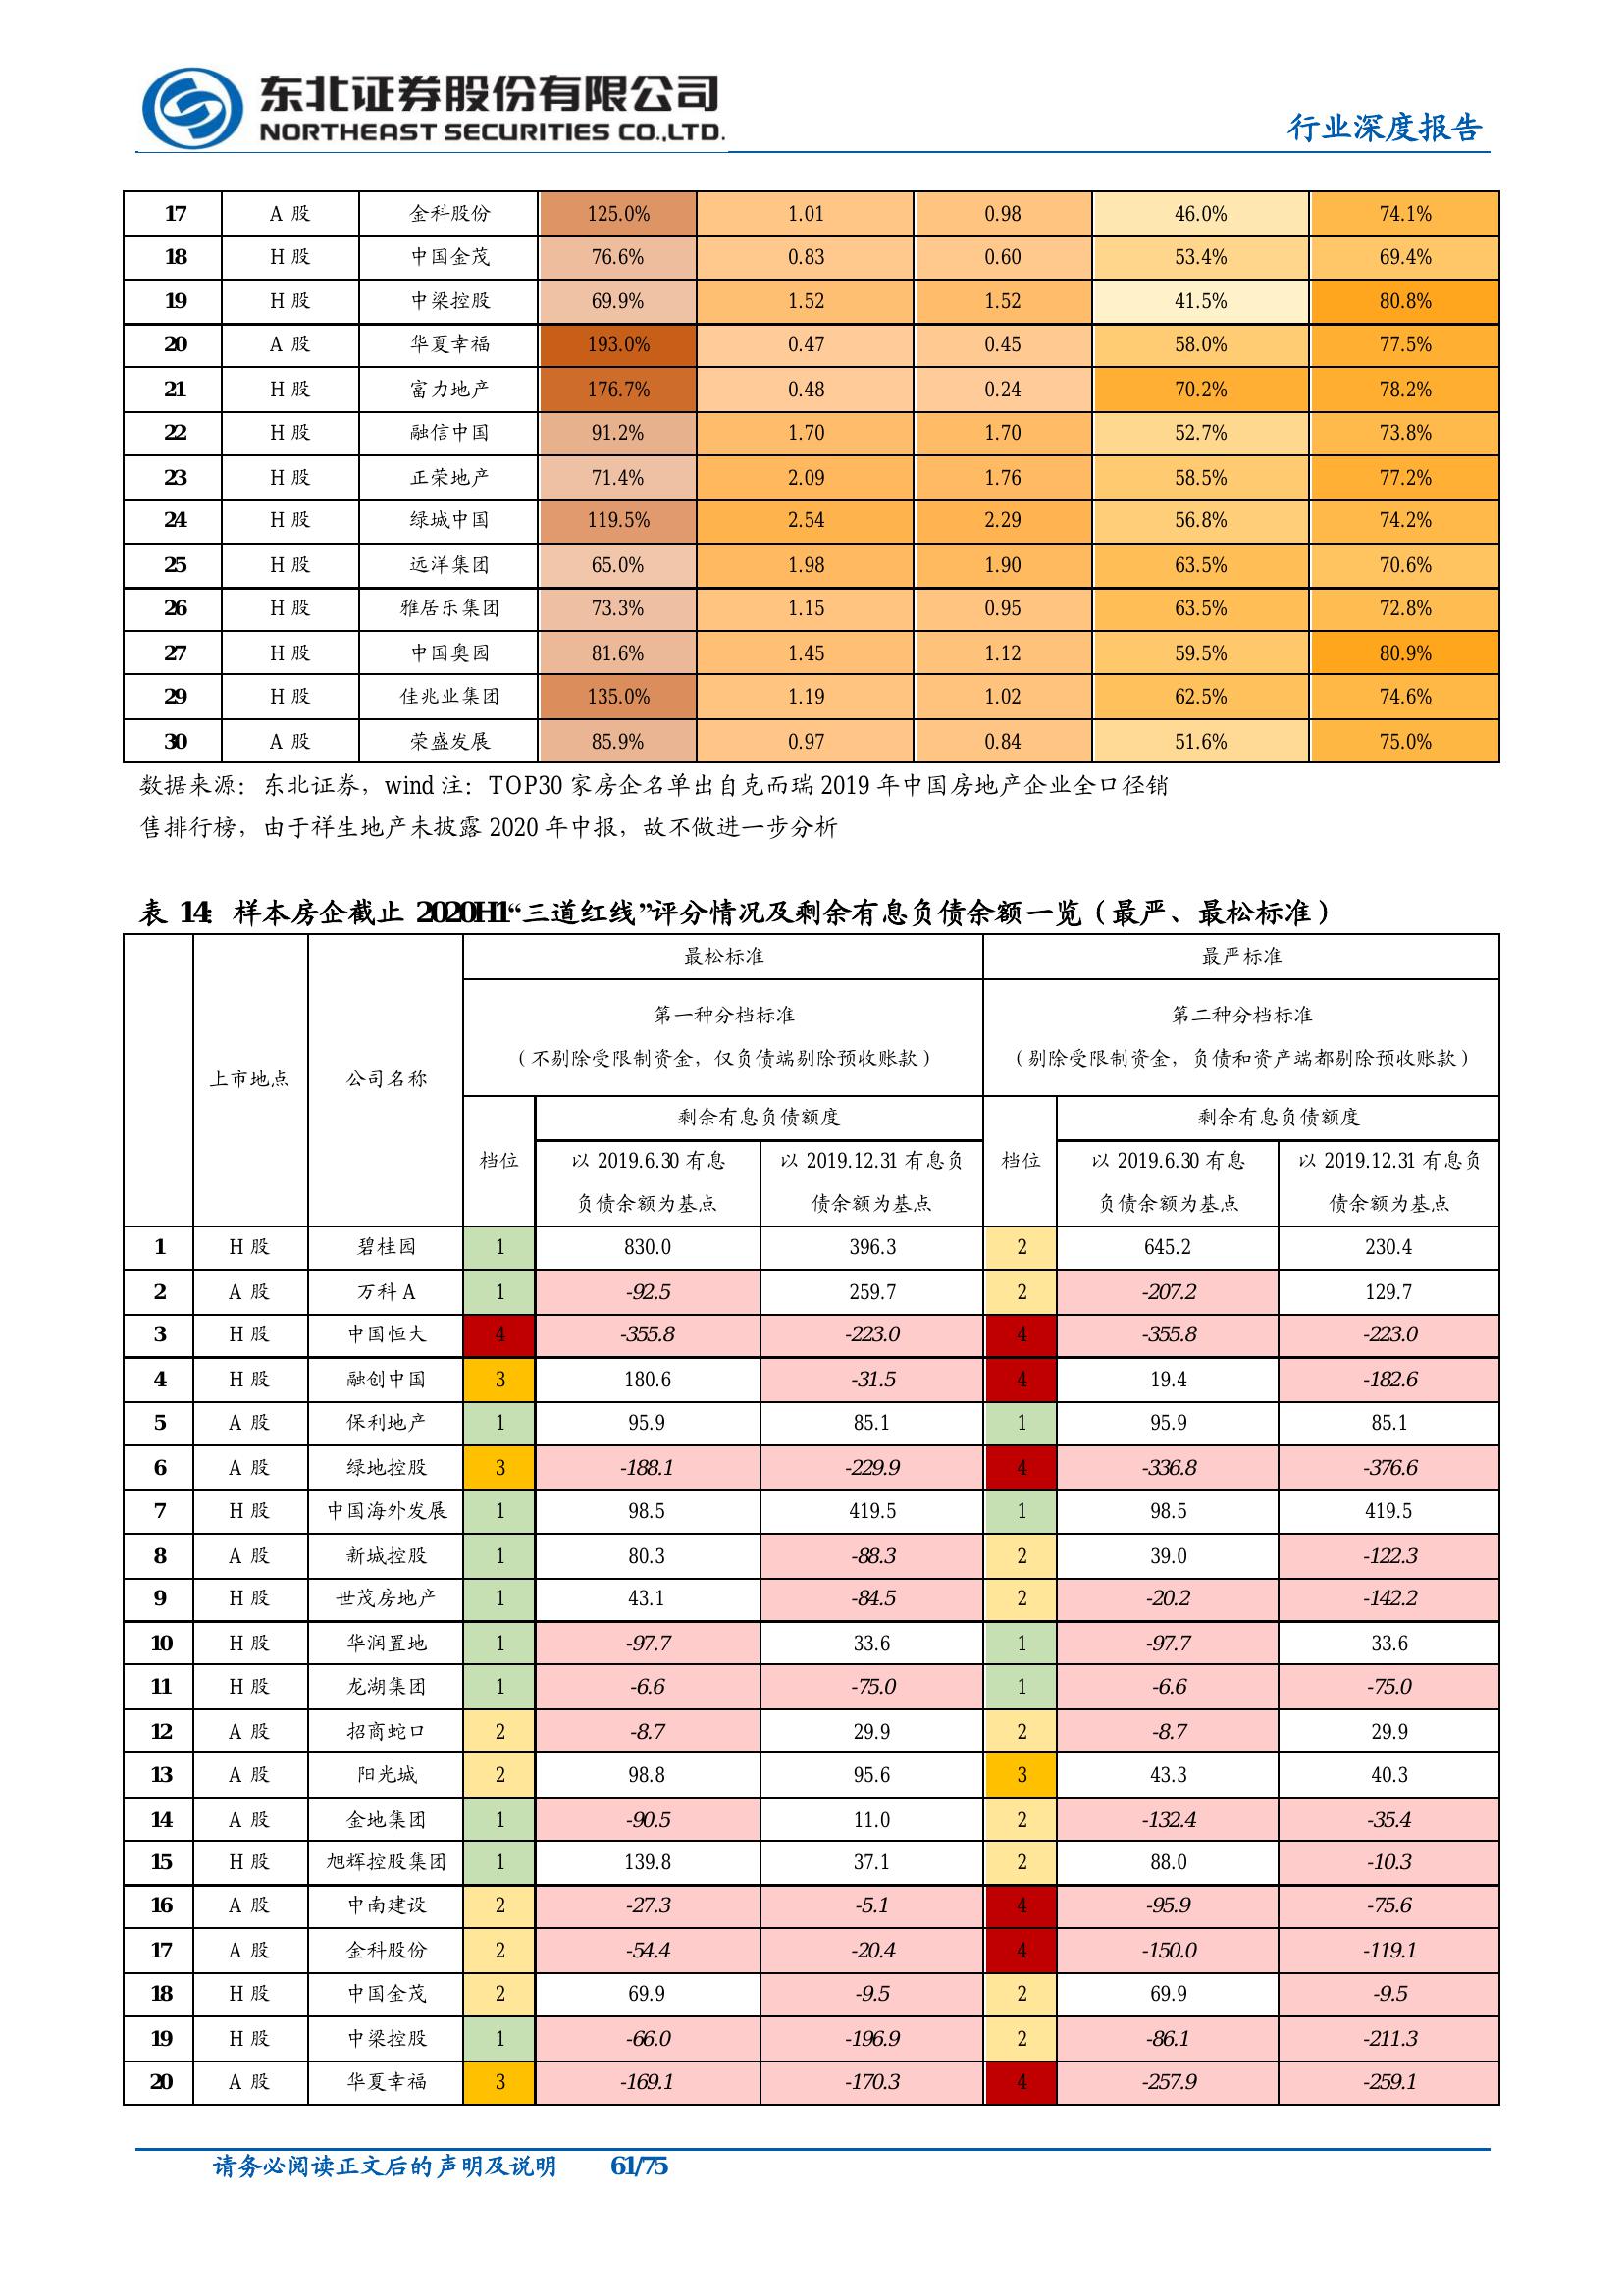 东北证券股份有限公司
NORTHEAST SECURITIES CO.,LTD.
行业深度报告
17 A 股 金科股份 125.0% 1.01 0.98 46.0% 74.1%
18 H 股 中国金茂 76.6% 0.83 0.60 53.4% 69.4%
19 H 股 中梁控股 69.9% 1.52 1.52 41.5% 80.8%
20 A 股 华夏幸福 193.0% 0.47 0.45 58.0% 77.5%
21 H 股 富力地产 176.7% 0.48 0.24 70.2% 78.2%
22 H 股 融信中国 91.2% 1.70 1.70 52.7% 73.8%
23 H 股 正荣地产 71.4% 2.09 1.76 58.5% 77.2%
24 H 股 绿城中国 119.5% 2.54 2.29 56.8% 74.2%
25 H 股 远洋集团 65.0% 1.98 1.90 63.5% 70.6%
26 H 股 雅居乐集团 73.3% 1.15 0.95 63.5% 72.8%
27 H 股 中国奥园 81.6% 1.45 1.12 59.5% 80.9%
29 H 股 佳兆业集团 135.0% 1.19 1.02 62.5% 74.6%
30 A 股 荣盛发展 85.9% 0.97 0.84 51.6% 75.0%
数据来源：东北证券，wind 注：TOP30 家房企名单出自克而瑞 2019 年中国房地产企业全口径销
售排行榜，由于祥生地产未披露 2020 年中报，故不做进一步分析
表 14：样本房企截止 2020H1“三道红线”评分情况及剩余有息负债余额一览（最严、最松标准）
最松标准 最严标准
第一种分档标准 第二种分档标准
（不剔除受限制资金，仅负债端剔除预收账款） （剔除受限制资金，负债和资产端都剔除预收账款）
上市地点 公司名称
剩余有息负债额度 剩余有息负债额度
档位 以 2019.6.30 有息 以 2019.12.31 有息负 档位 以 2019.6.30 有息 以 2019.12.31 有息负
负债余额为基点 债余额为基点 负债余额为基点 债余额为基点
1 H 股 碧桂园 1 830.0 396.3 2 645.2 230.4
2 A 股 万科 A 1 -92.5 259.7 2 -207.2 129.7
3 H 股 中国恒大 4 -355.8 -223.0 4 -355.8 -223.0
4 H 股 融创中国 3 180.6 -31.5 4 19.4 -182.6
5 A 股 保利地产 1 95.9 85.1 1 95.9 85.1
6 A 股 绿地控股 3 -188.1 -229.9 4 -336.8 -376.6
7 H 股 中国海外发展 1 98.5 419.5 1 98.5 419.5
8 A 股 新城控股 1 80.3 -88.3 2 39.0 -122.3
9 H 股 世茂房地产 1 43.1 -84.5 2 -20.2 -142.2
10 H 股 华润置地 1 -97.7 33.6 1 -97.7 33.6
11 H 股 龙湖集团 1 -6.6 -75.0 1 -6.6 -75.0
12 A 股 招商蛇口 2 -8.7 29.9 2 -8.7 29.9
13 A 股 阳光城 2 98.8 95.6 3 43.3 40.3
14 A 股 金地集团 1 -90.5 11.0 2 -132.4 -35.4
15 H 股 旭辉控股集团 1 139.8 37.1 2 88.0 -10.3
16 A 股 中南建设 2 -27.3 -5.1 4 -95.9 -75.6
17 A 股 金科股份 2 -54.4 -20.4 4 -150.0 -119.1
18 H 股 中国金茂 2 69.9 -9.5 2 69.9 -9.5
19 H 股 中梁控股 1 -66.0 -196.9 2 -86.1 -211.3
20 A 股 华夏幸福 3 -169.1 -170.3 4 -257.9 -259.1
请务必阅读正文后的声明及说明 61/75